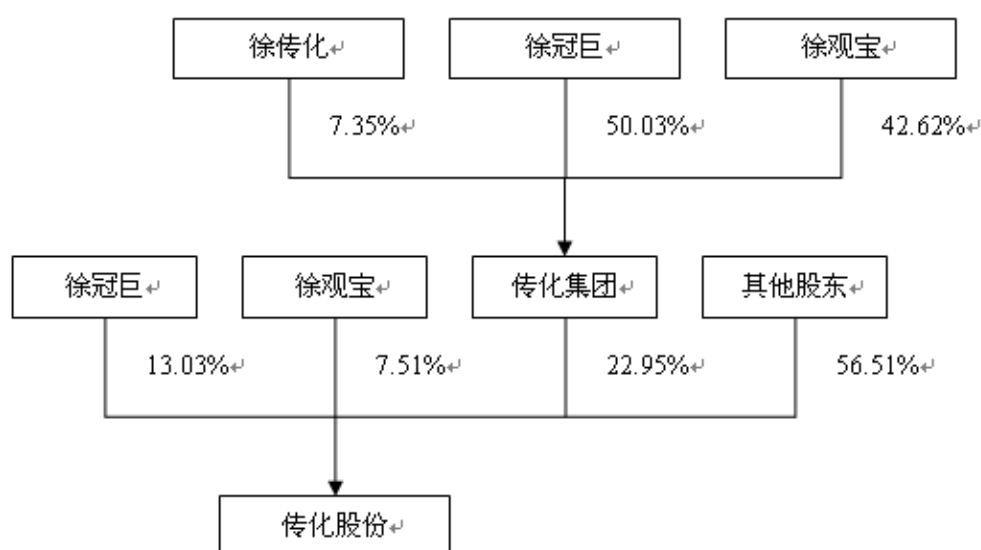 徐传化↵
徐冠巨↵
徐观宝↵
7.35%↵
50.03%↵
42.62%↵
徐冠巨↵
徐观宝↵
传化集团↵
其他股东↵
13.03%↵
7.51%↵
22.95%↵
56.51%↵
传化股份↵